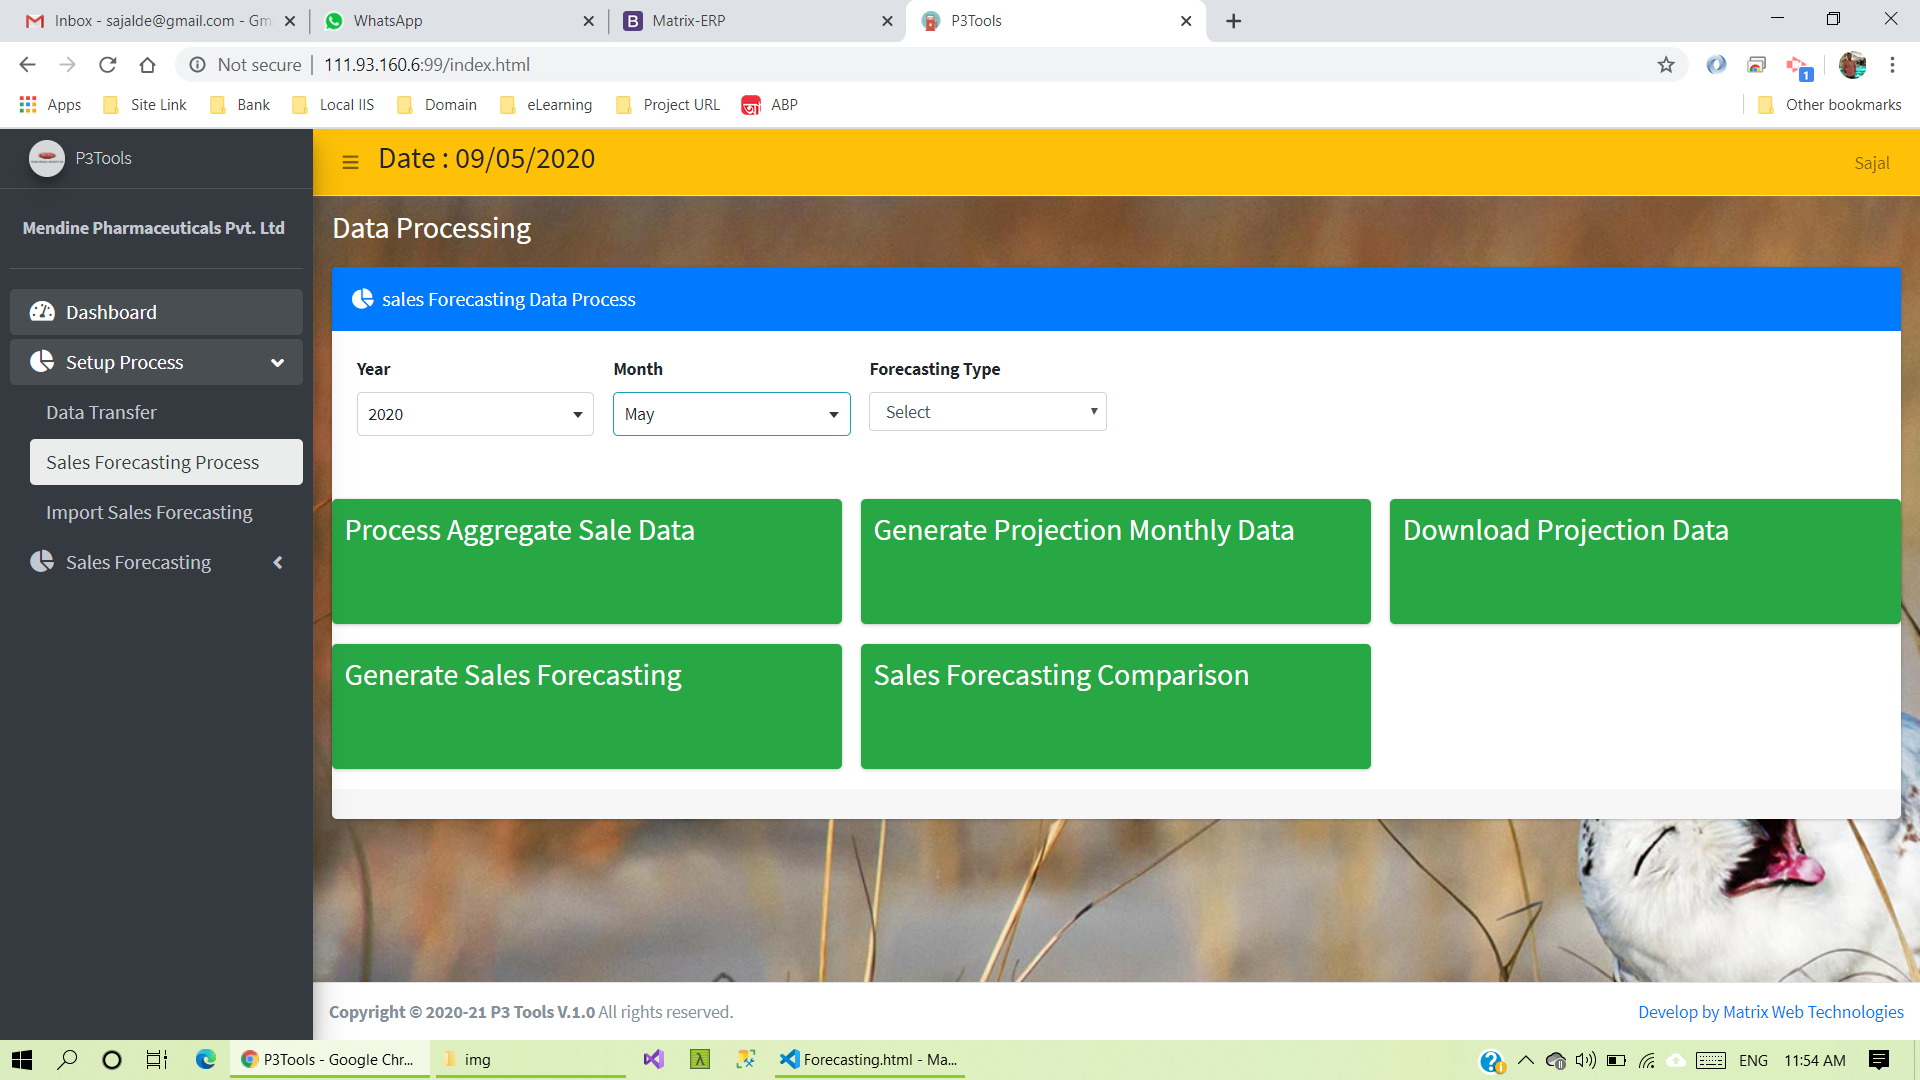 Inbox - sajalde@gmail.com - Gm
WhatsApp
B Matrix-ERP
P3Tools
Not secure 111.93.160.6:99/index.html
1
Apps
Site Link
Bank
Local IIS
Domain
eLearning
Project URL
ABP
Other bookmarks
P3Tools
Date : 09/05/2020
Sajal
Mendine Pharmaceuticals Pvt. Ltd
Dashboard
Setup Process
Data Transfer
Sales Forecasting Process
Import Sales Forecasting
Sales Forecasting
Data Processing
sales Forecasting Data Process
Year
Month
Forecasting Type
2020
May
Select
Process Aggregate Sale Data
Generate Projection Monthly Data
Download Projection Data
Generate Sales Forecasting
Sales Forecasting Comparison
Copyright © 2020-21 P3 Tools V.1.0 All rights reserved.
Develop by Matrix Web Technologies
P3Tools - Google Chr...
img
λ
Forecasting.html - Ma...
ENG
11:54 AM